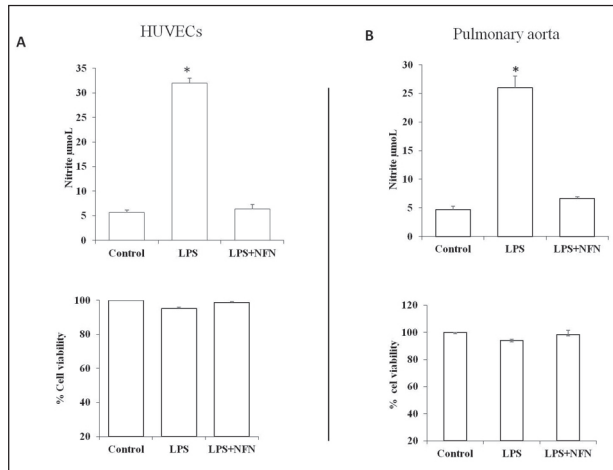 HUVECs
A
35
30
25
20
15
10
5
0
Nitrite µmoL
*
Control LPS LPS+NFN
100
80
60
40
20
% Cell viability
Control LPS LPS+NFN
Pulmonary aorta
B
30
25
20
15
10
5
0
Nitrite µmoL
*
Control LPS LPS+NFN
120
100
80
60
40
20
% cel viability
Control LPS LPS+NFN